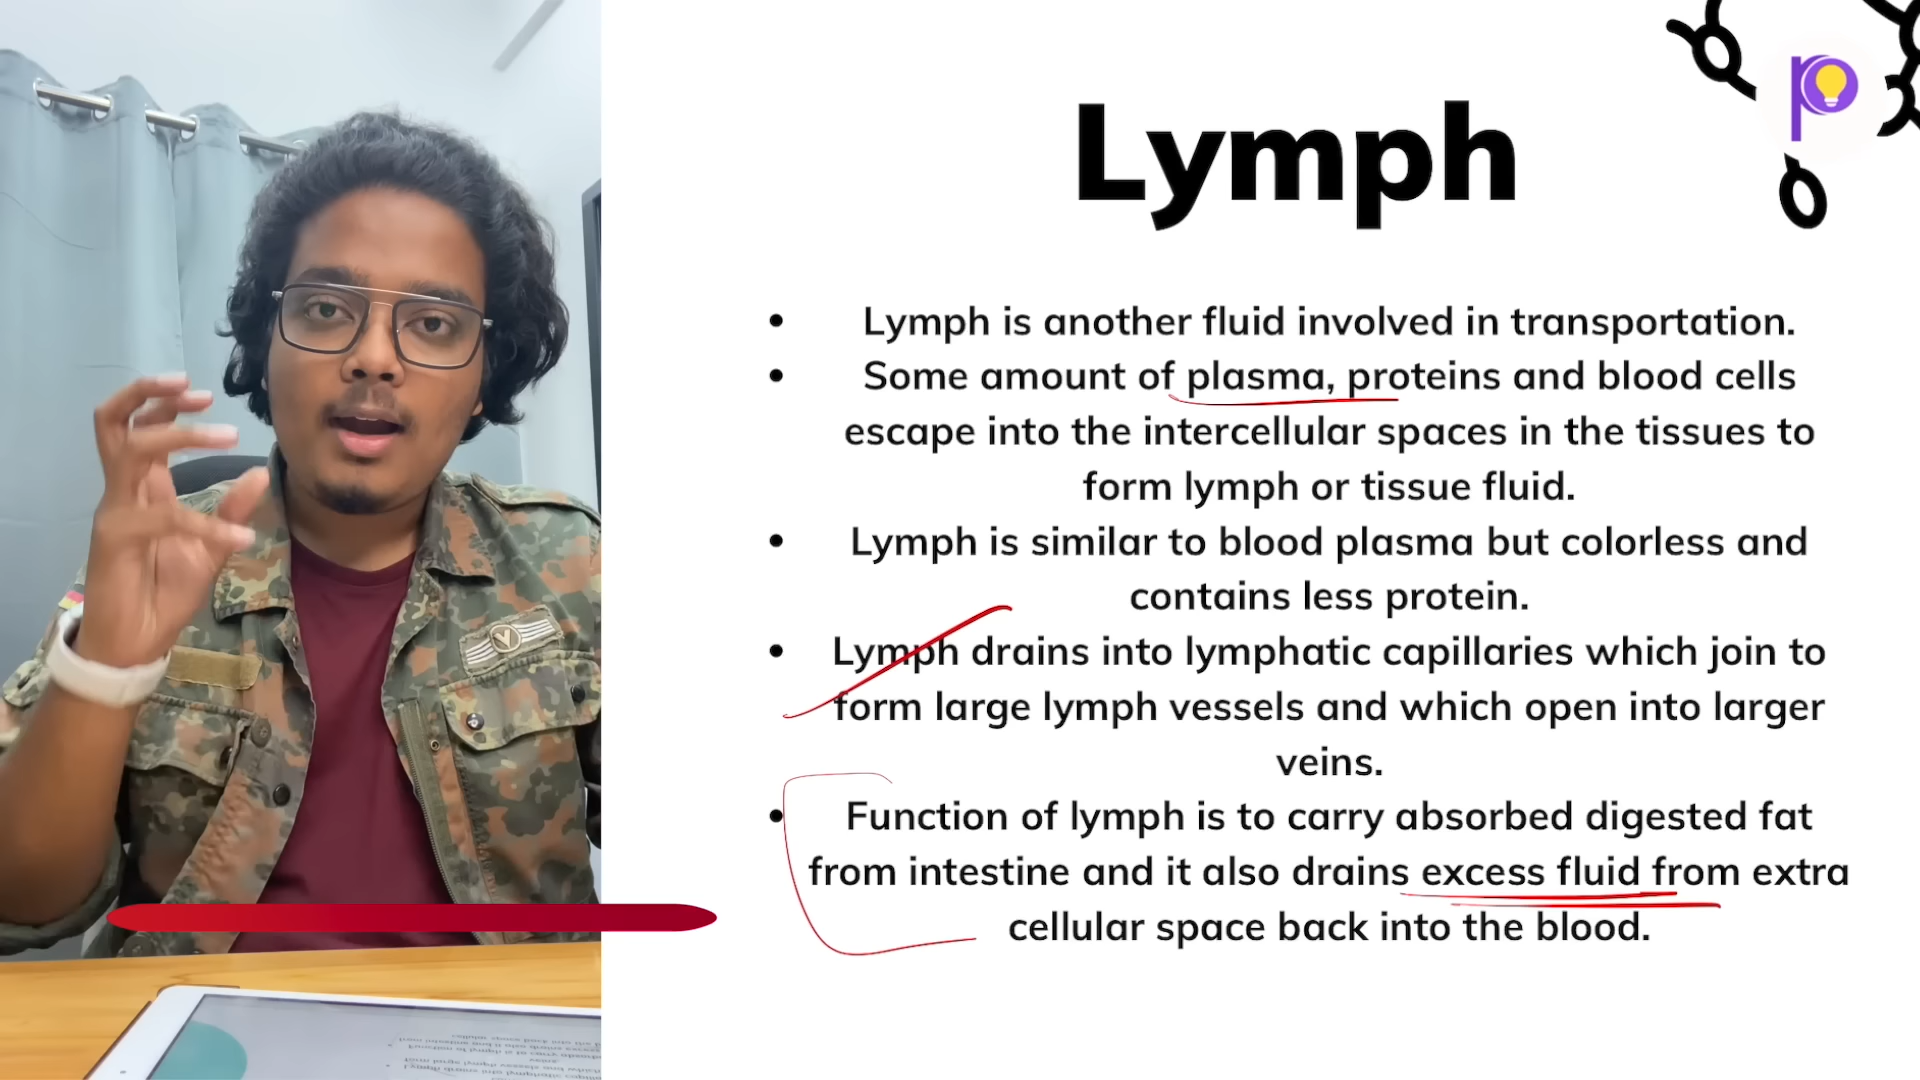 Lymph
• Lymph is another fluid involved in transportation.
• Some amount of plasma, proteins and blood cells
escape into the intercellular spaces in the tissues to
form lymph or tissue fluid.
• Lymph is similar to blood plasma but colorless and
contains less protein.
• Lymph drains into lymphatic capillaries which join to
form large lymph vessels and which open into larger
veins.
• Function of lymph is to carry absorbed digested fat
from intestine and it also drains excess fluid from extra
cellular space back into the blood.